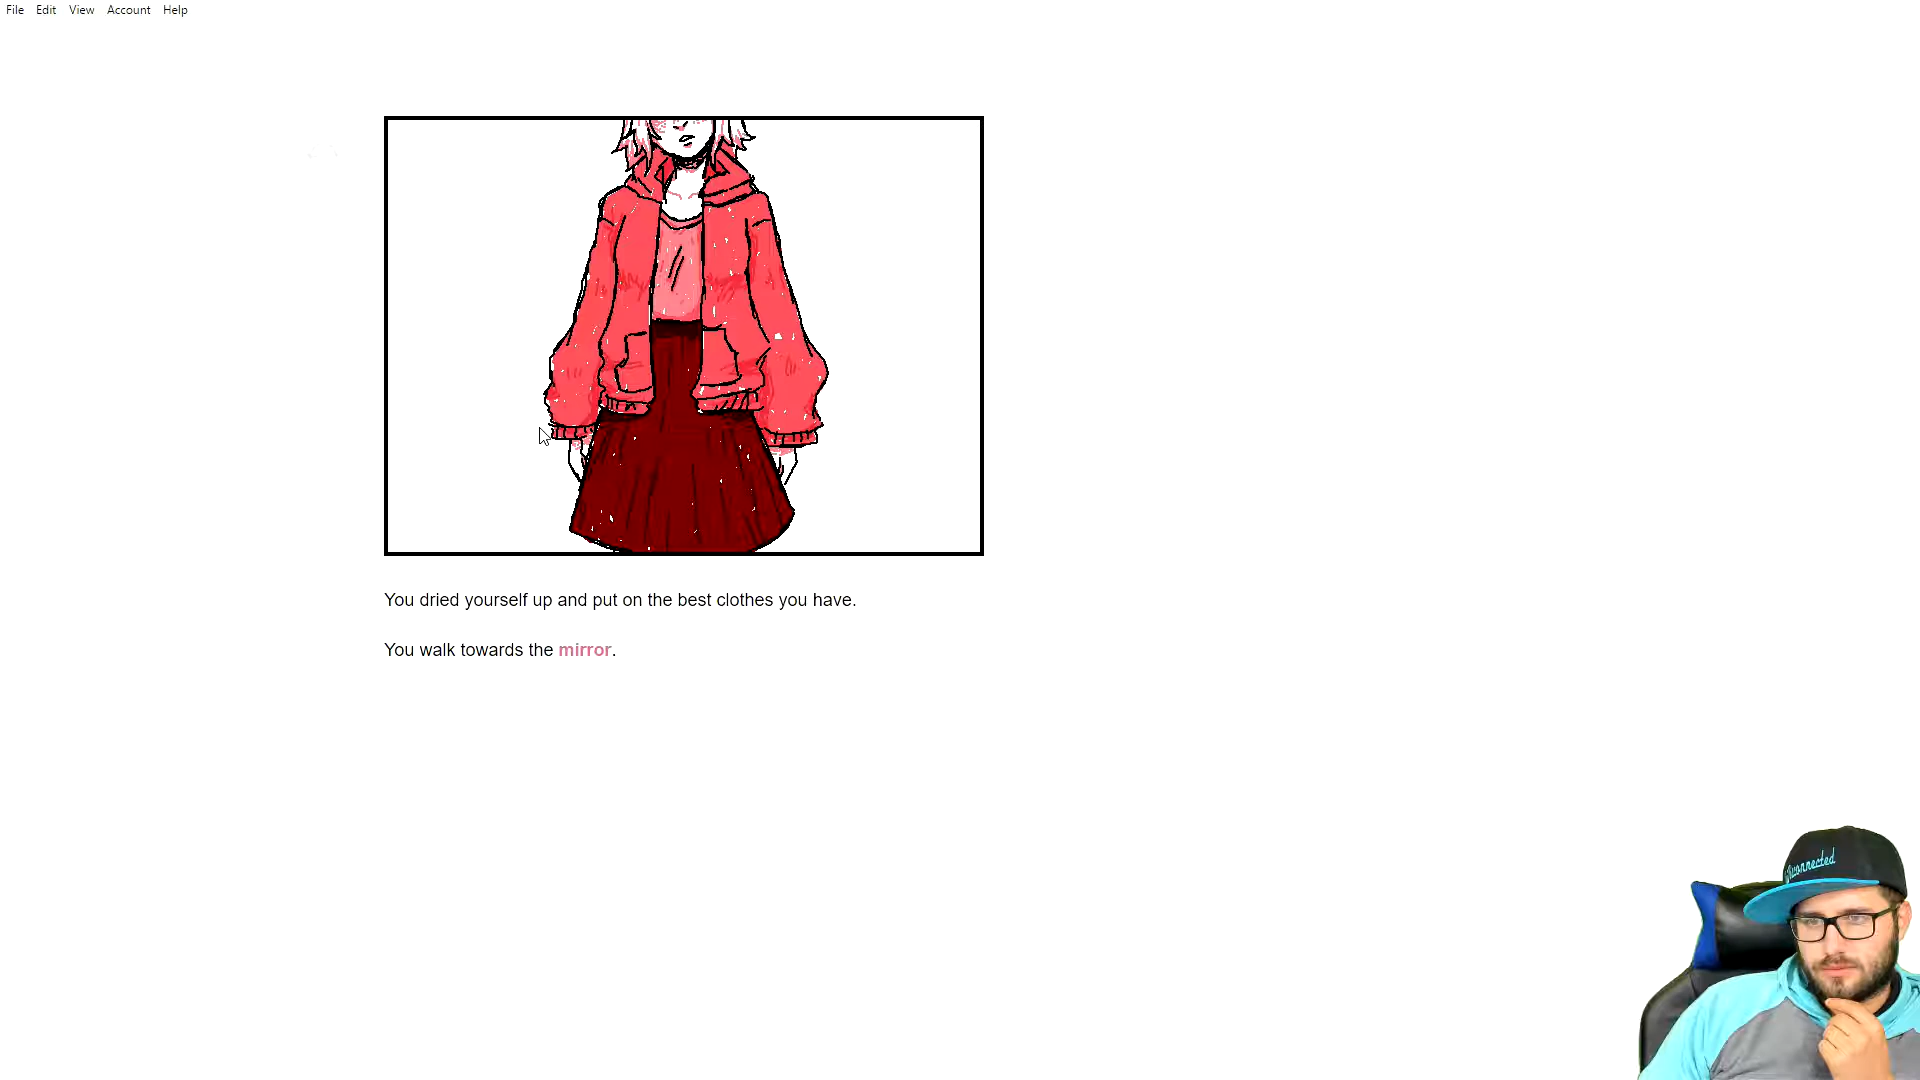 File Edit View Account Help
You dried yourself up and put on the best clothes you have.
You walk towards the mirror.